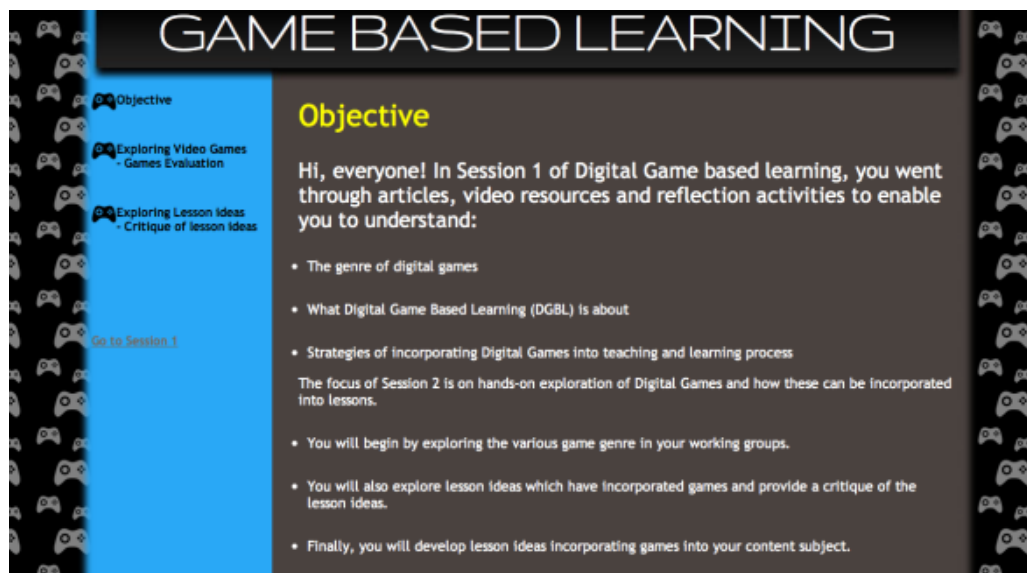 GAME BASED LEARNING
Objective
Exploring Video Games
- Games Evaluation
Exploring Lesson ideas
- Critique of lesson ideas
Go to Session 1
Objective
Hi, everyone! In Session 1 of Digital Game based learning, you went
through articles, video resources and reflection activities to enable
you to understand:
• The genre of digital games
• What Digital Game Based Learning (DGBL) is about
• Strategies of incorporating Digital Games into teaching and learning process
The focus of Session 2 is on hands-on exploration of Digital Games and how these can be incorporated
into lessons.
• You will begin by exploring the various game genre in your working groups.
• You will also explore lesson ideas which have incorporated games and provide a critique of the
lesson ideas.
• Finally, you will develop lesson ideas incorporating games into your content subject.